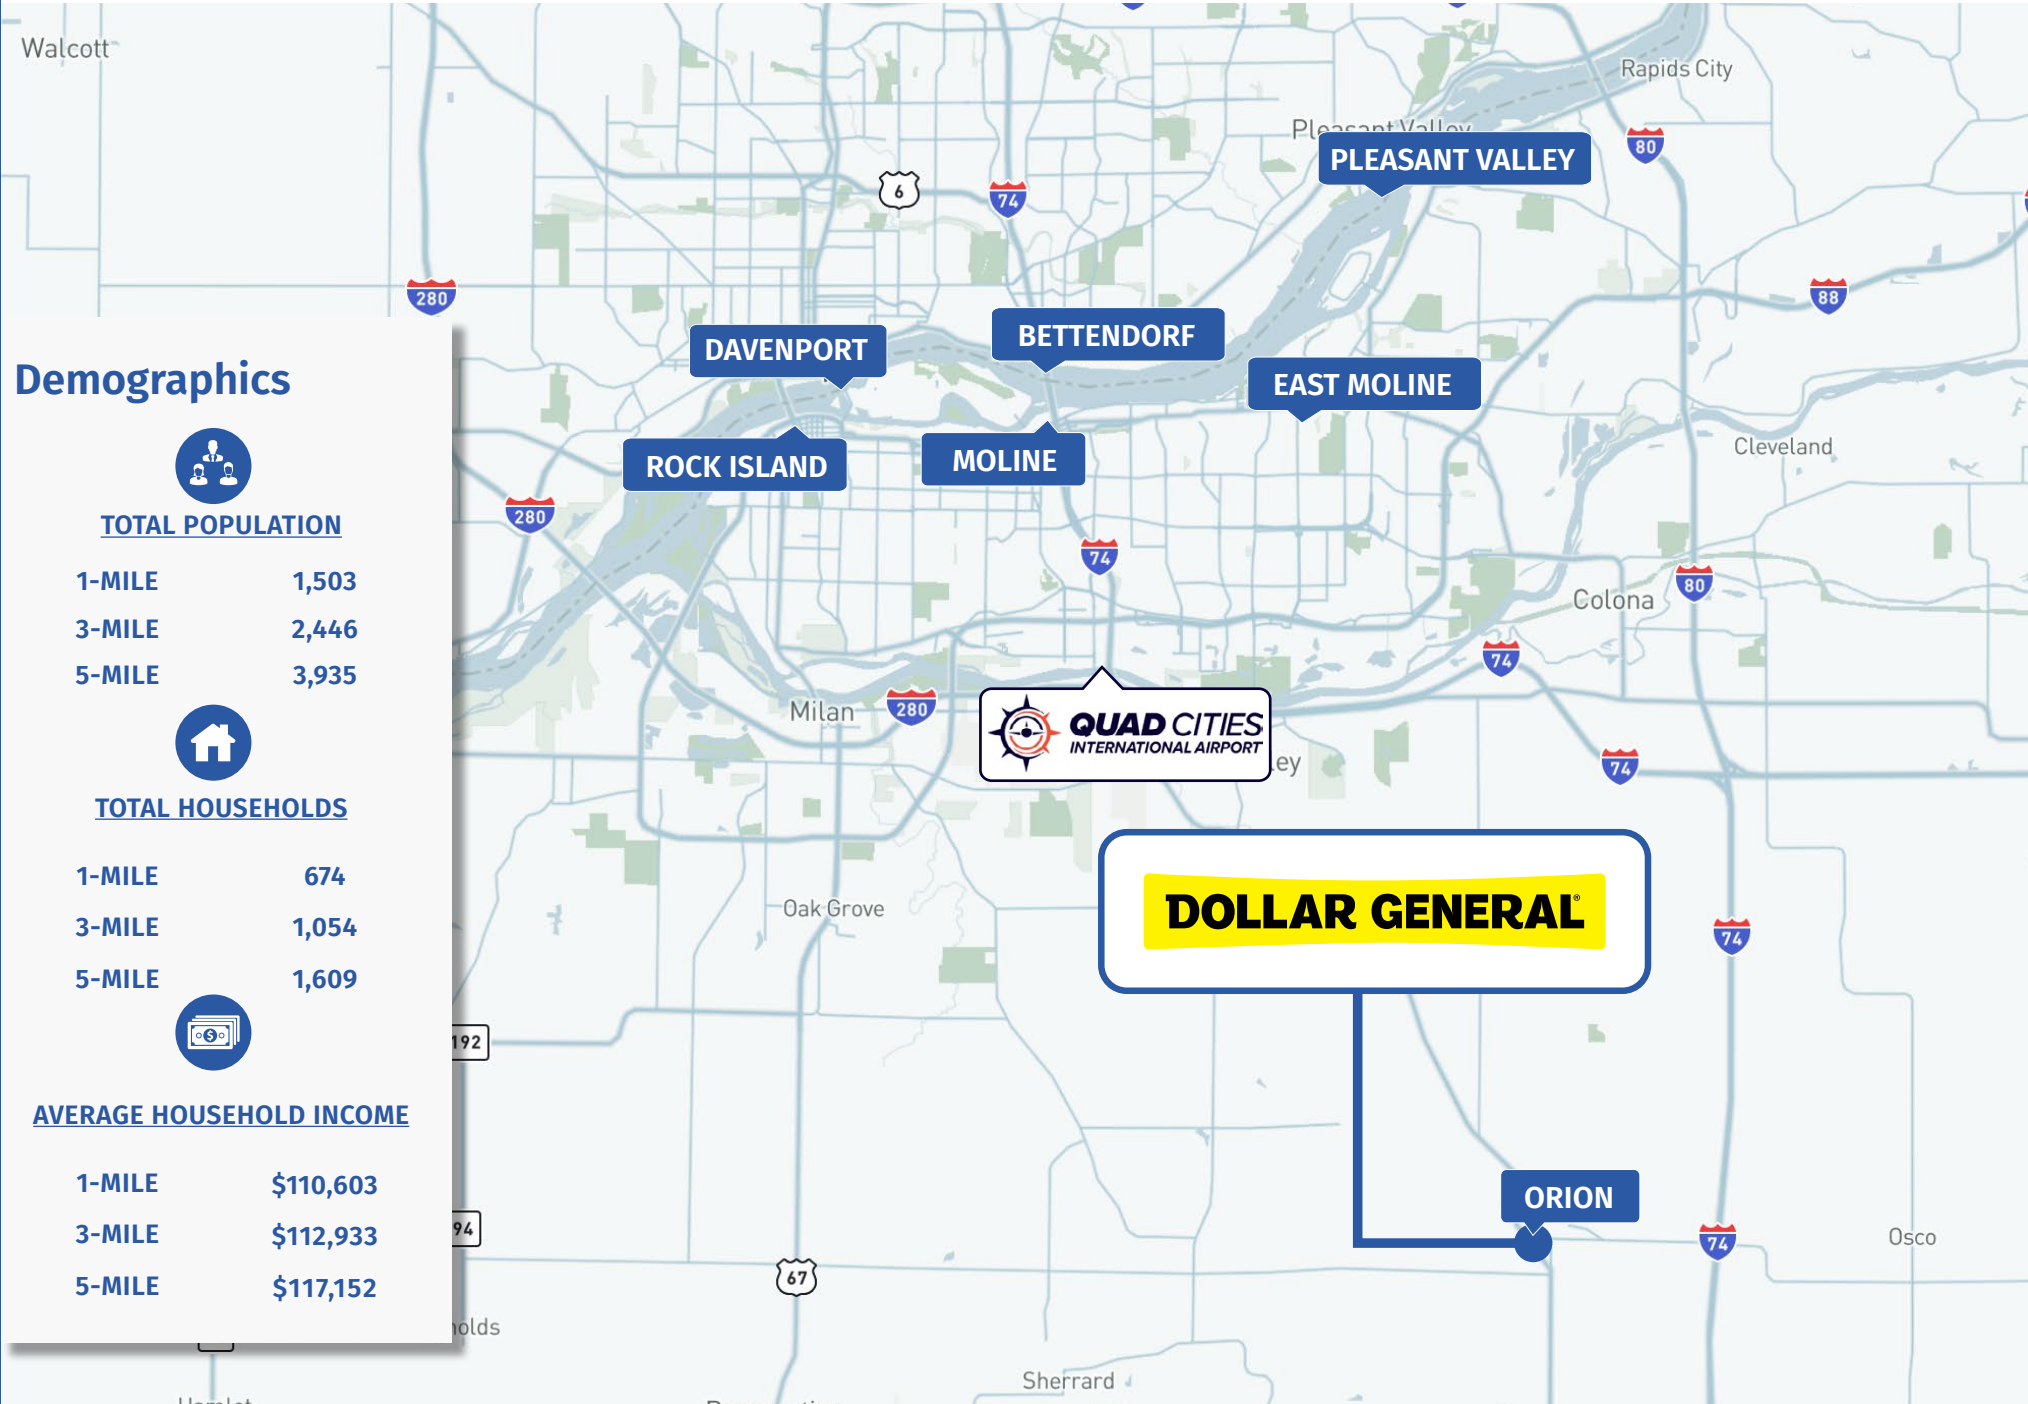 Walcott
Rapids City
Pleasant Valley
PLEASANT VALLEY
80
6
74
280
88
DAVENPORT
BETTENDORF
EAST MOLINE
Cleveland
ROCK ISLAND
MOLINE
280
74
80
Colona
74
Milan
280
QUAD CITIES
INTERNATIONAL AIRPORT
ley
74
DOLLAR GENERAL®
Oak Grove
74
192
ORION
94
74
Osco
67
olds
Sherrard
Demographics
TOTAL POPULATION
1-MILE 1,503
3-MILE 2,446
5-MILE 3,935
TOTAL HOUSEHOLDS
1-MILE 674
3-MILE 1,054
5-MILE 1,609
AVERAGE HOUSEHOLD INCOME
1-MILE $110,603
3-MILE $112,933
5-MILE $117,152